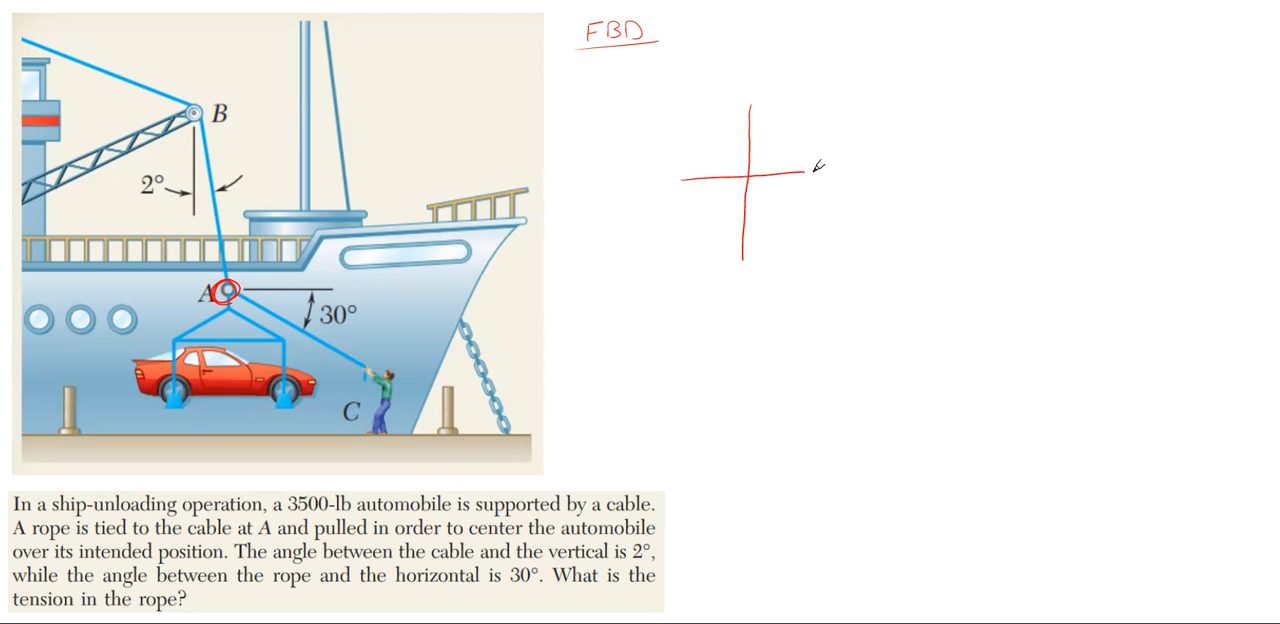 FBD
B
2°
A
30°
C
In a ship-unloading operation, a 3500-lb automobile is supported by a cable.
A rope is tied to the cable at A and pulled in order to center the automobile
over its intended position. The angle between the cable and the vertical is 2°,
while the angle between the rope and the horizontal is 30°. What is the
tension in the rope?